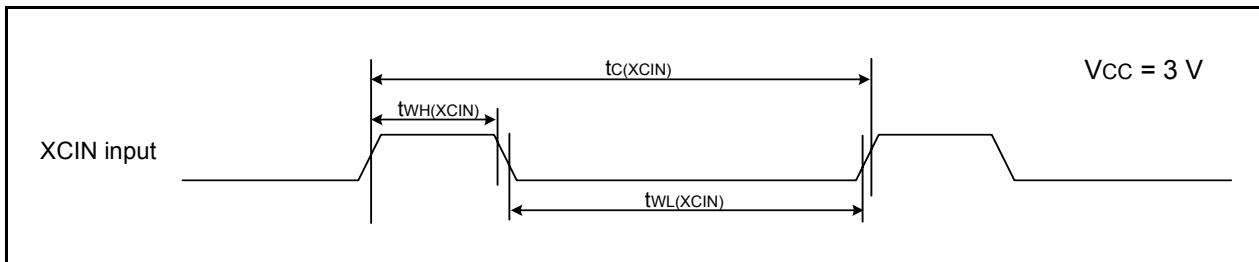 tC(XCIN)
VCC = 3 V
tWH(XCIN)
XCIN input
tWL(XCIN)